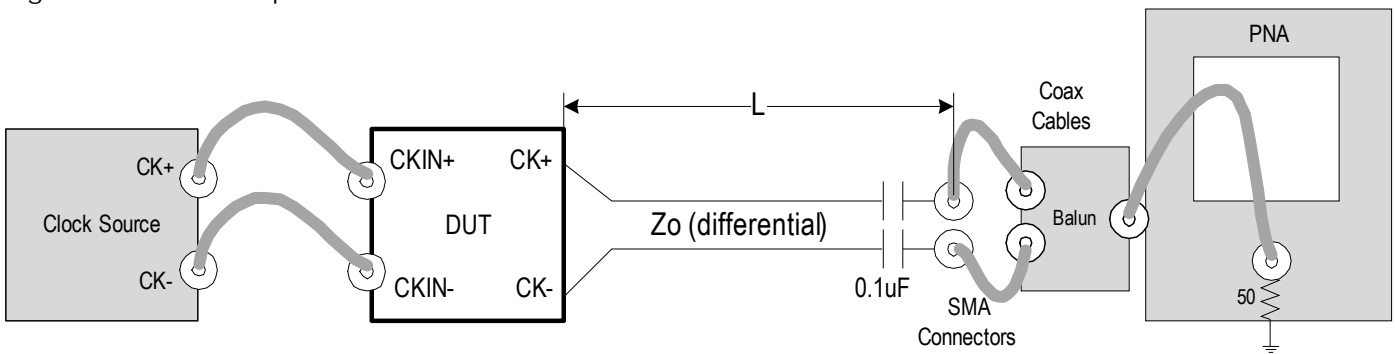 PNA
L
Coax
Cables
CK+
CKIN+
CK+
Clock Source
DUT
Zo (differential)
Balun
CK-
CKIN-
CK-
0.1uF
SMA
Connectors
50